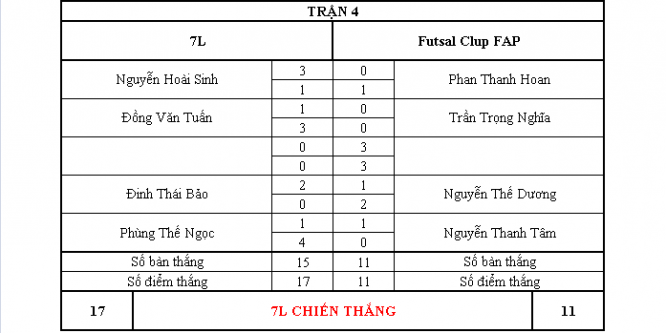 TRẬN 4
7L Futsal Clup FAP
Nguyễn Hoài Sinh 3 0 Phan Thanh Hoan
1 1
Đồng Văn Tuấn 1 0 Trần Trọng Nghĩa
3 0
0 3
0 3
Đinh Thái Bảo 2 1 Nguyễn Thế Dương
0 2
Phùng Thế Ngọc 1 1 Nguyễn Thanh Tâm
4 0
Số bàn thắng 15 11 Số bàn thắng
Số điểm thắng 17 11 Số điểm thắng
17 7L CHIẾN THẮNG 11